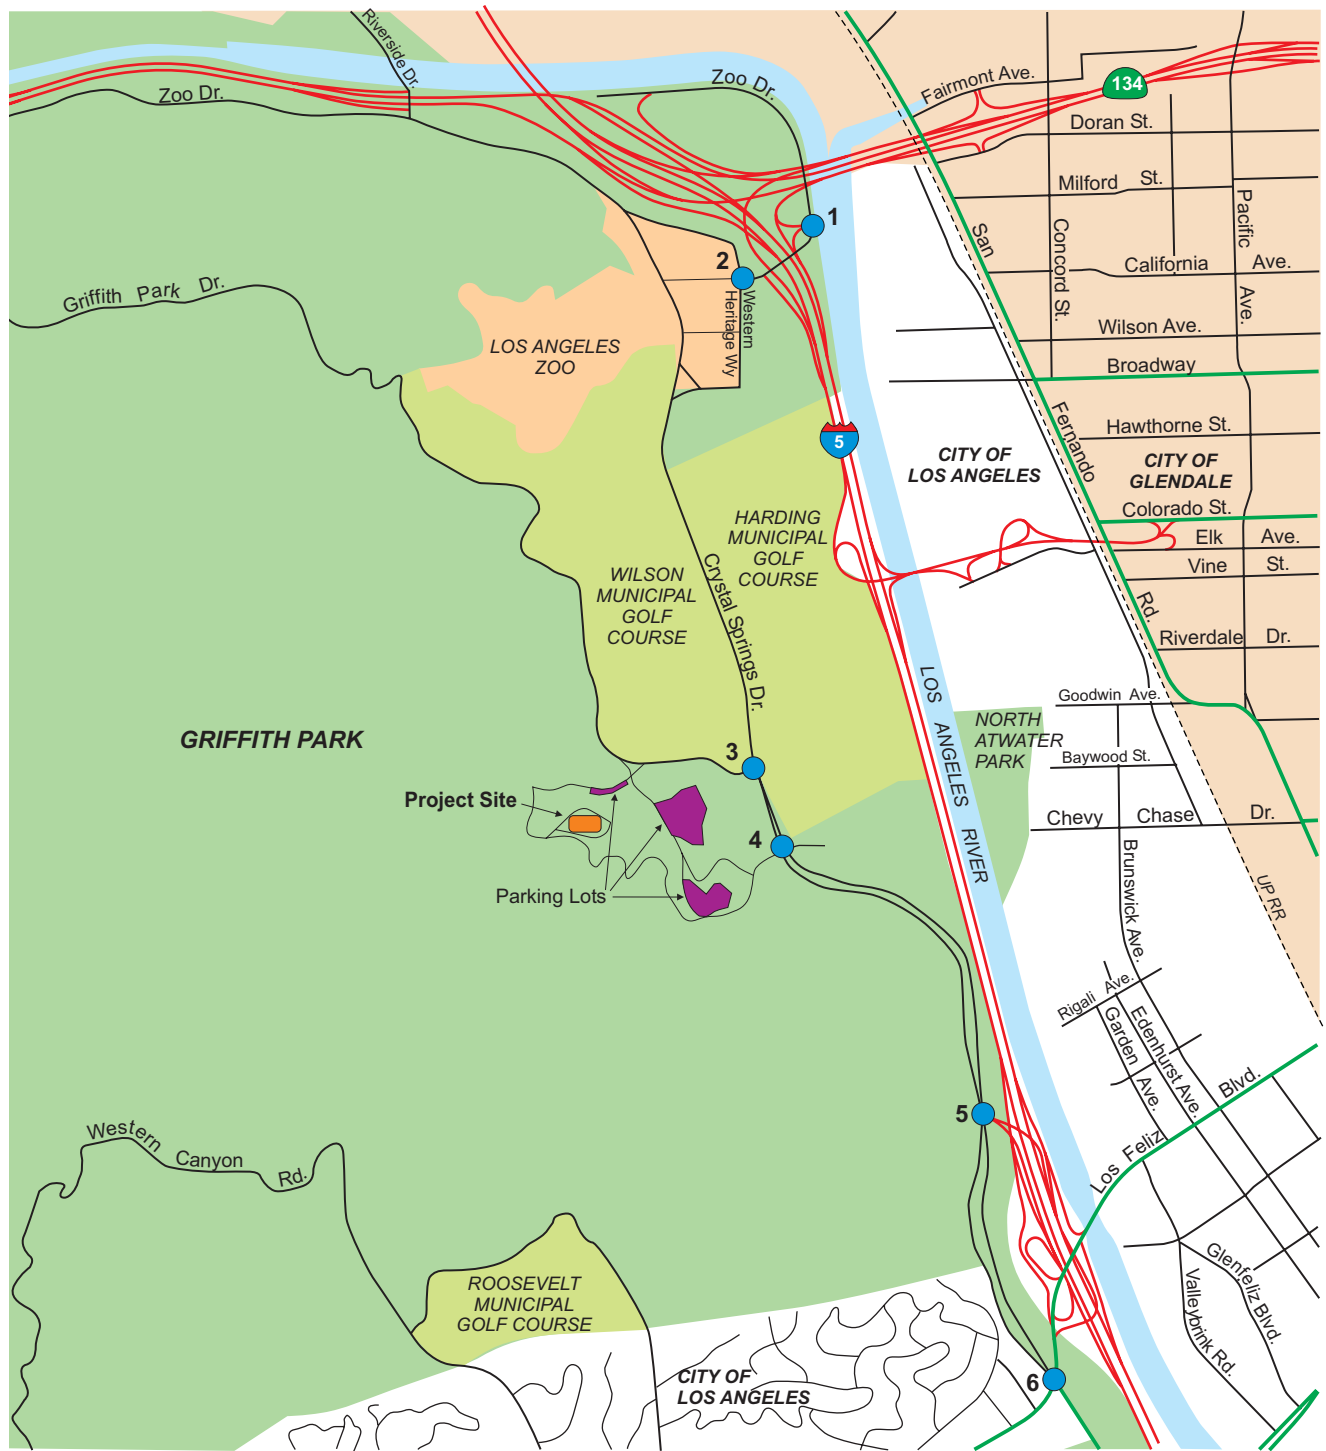 Riverside Dr.
Zoo Dr.
Zoo Dr.
Fairmont Ave.
134
Doran St.
Milford St.
San Fernando Rd.
Concord St.
Pacific Ave.
California Ave.
Wilson Ave.
Broadway
Hawthorne St.
CITY OF
GLENDALE
Colorado St.
Elk Ave.
Vine St.
Riverdale Dr.
1
2
Western
Heritage Wy
Griffith Park Dr.
LOS ANGELES
ZOO
5
CITY OF
LOS ANGELES
HARDING
MUNICIPAL
GOLF
COURSE
WILSON
MUNICIPAL
GOLF
COURSE
Crystal Springs Dr.
LOS ANGELES RIVER
NORTH
ATWATER
PARK
Goodwin Ave.
Baywood St.
Chevy Chase Dr.
GRIFFITH PARK
3
Project Site
4
Parking Lots
Brunswick Ave.
UPRR
Rigali Ave.
Garden Ave.
Edenhurst Ave.
Los Feliz Blvd.
5
Western Canyon Rd.
ROOSEVELT
MUNICIPAL
GOLF COURSE
Glenfeliz Blvd.
Valleybrink Rd.
CITY OF
LOS ANGELES
6